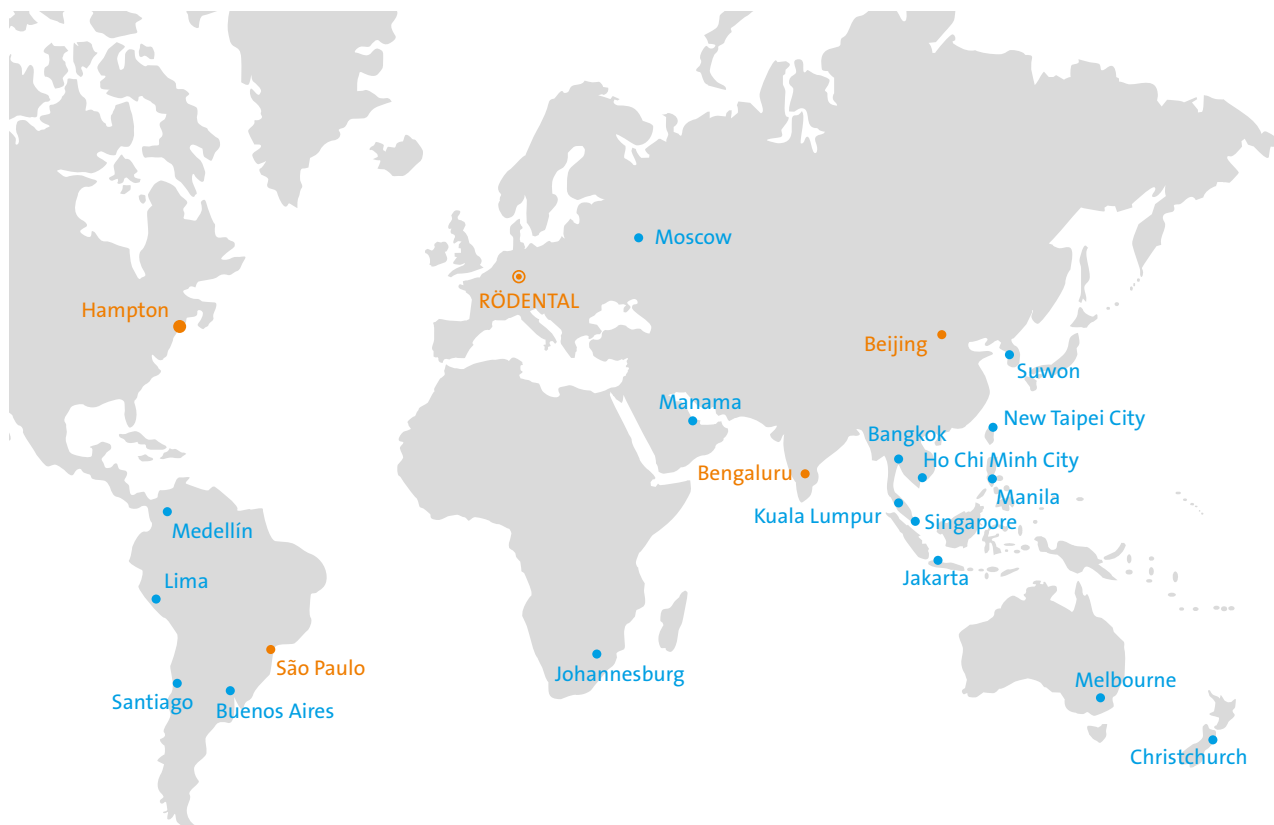 Moscow
RÖDENTAL
Hampton
Beijing
Suwon
Manama
New Taipei City
Bangkok
Ho Chi Minh City
Bengaluru
Manila
Kuala Lumpur
Singapore
Medellín
Jakarta
Lima
São Paulo
Johannesburg
Melbourne
Santiago
Buenos Aires
Christchurch